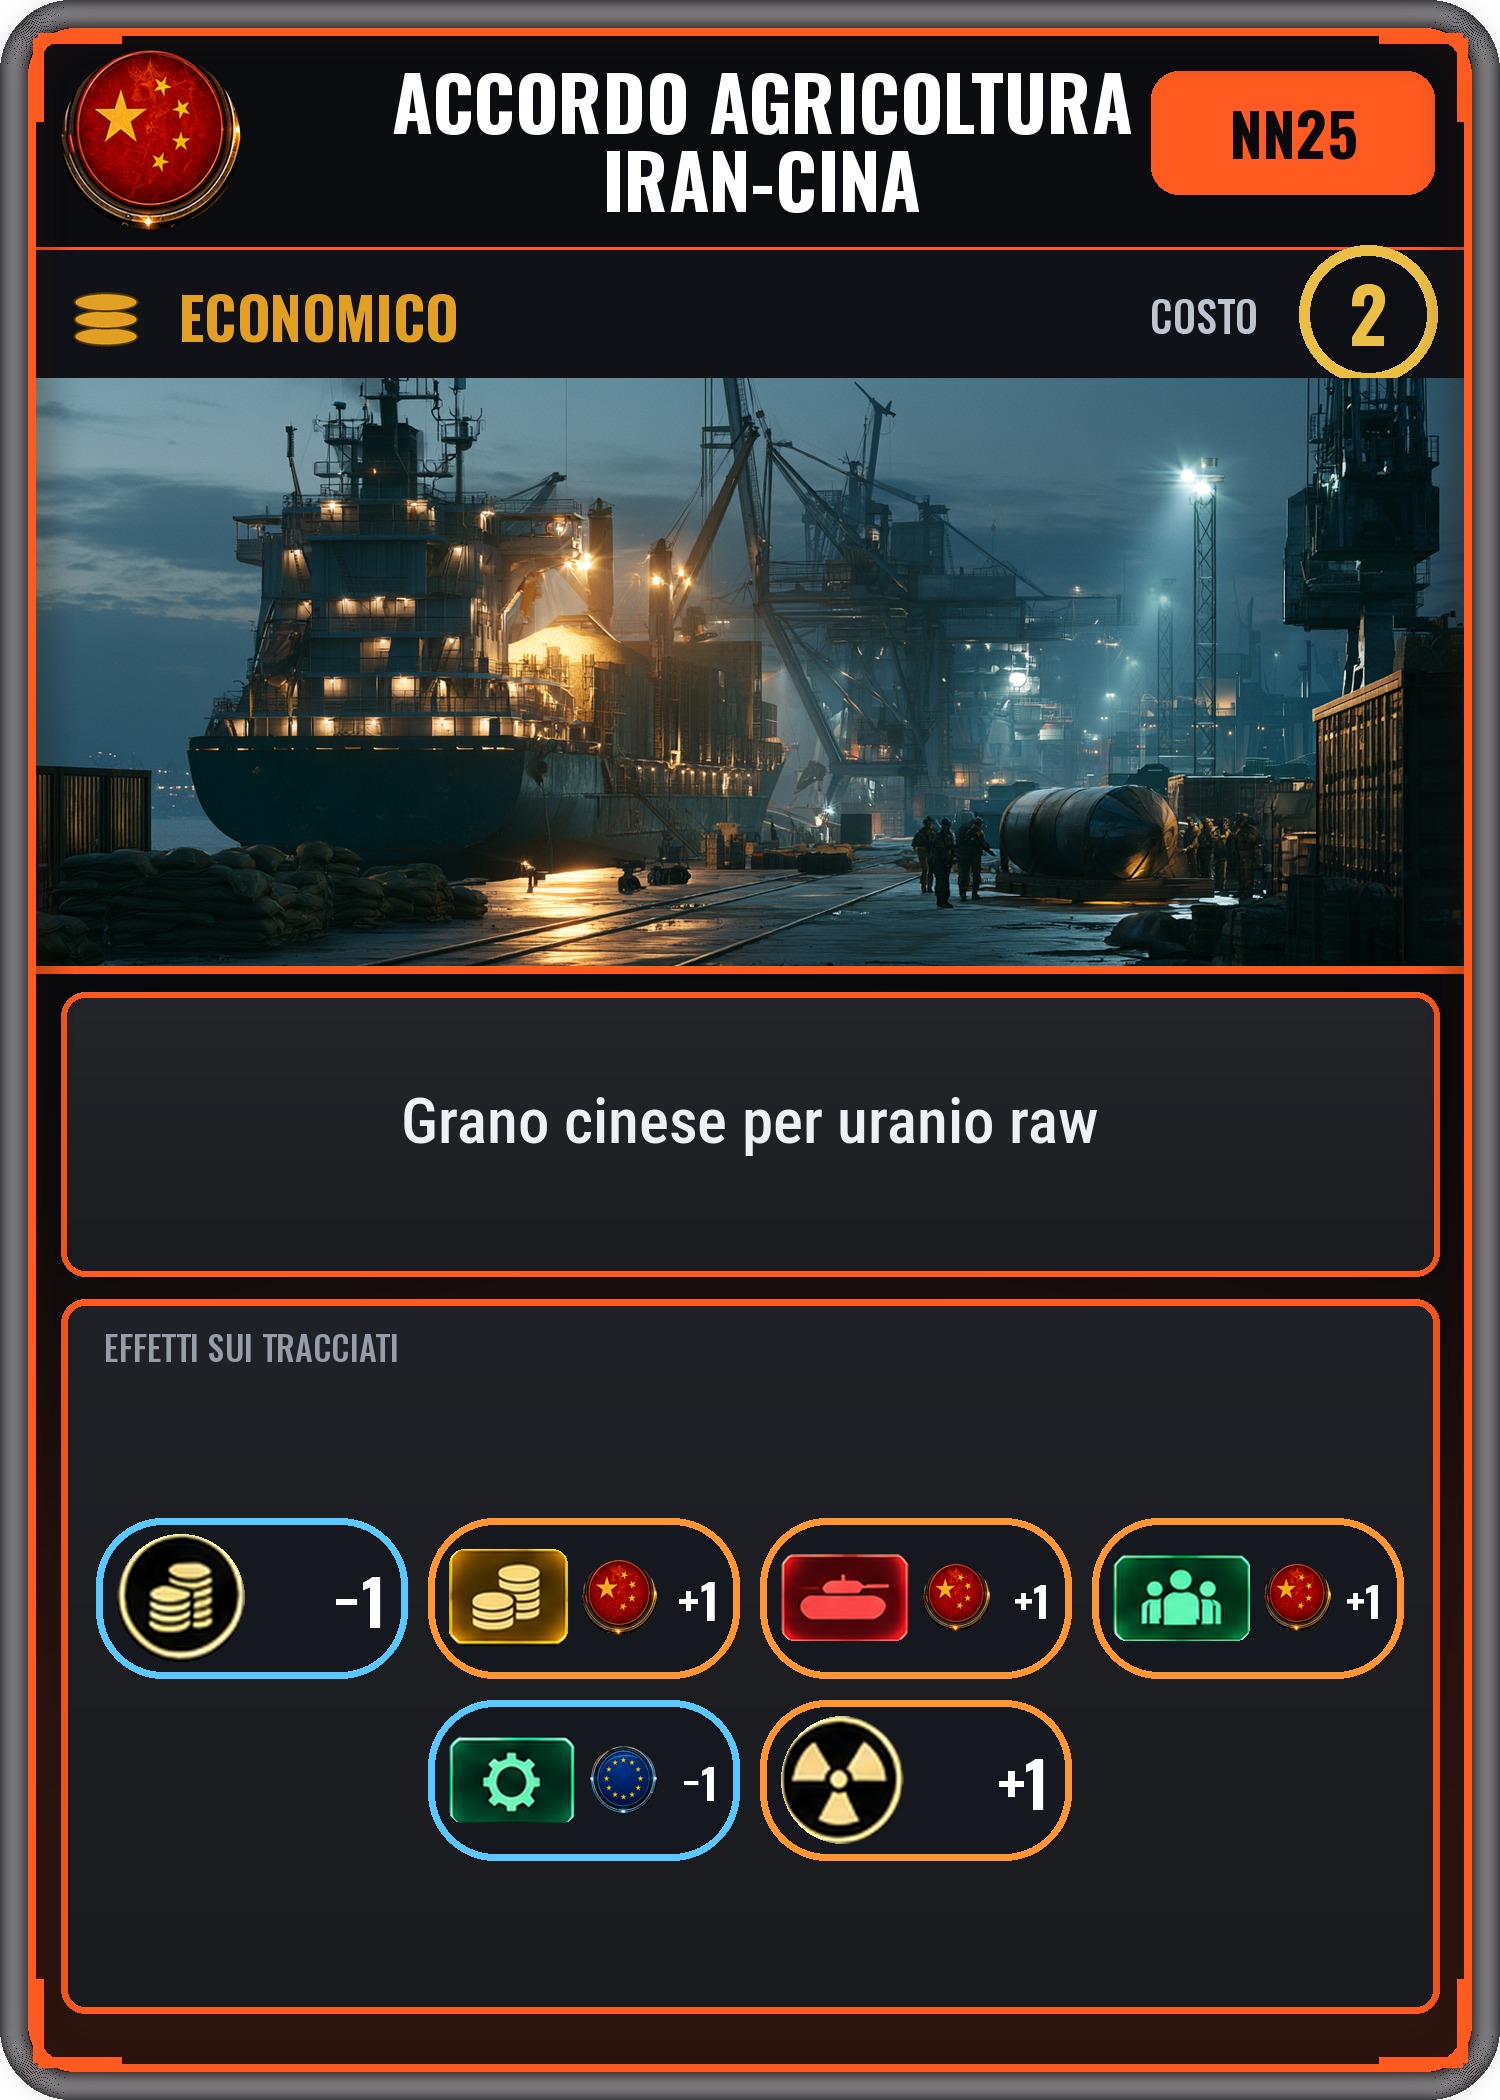 ACCORDO AGRICOLTURA
IRAN-CINA
NN25
ECONOMICO
COSTO
2
Grano cinese per uranio raw
EFFETTI SUI TRACCIATI
-1
+1
+1
+1
-1
+1